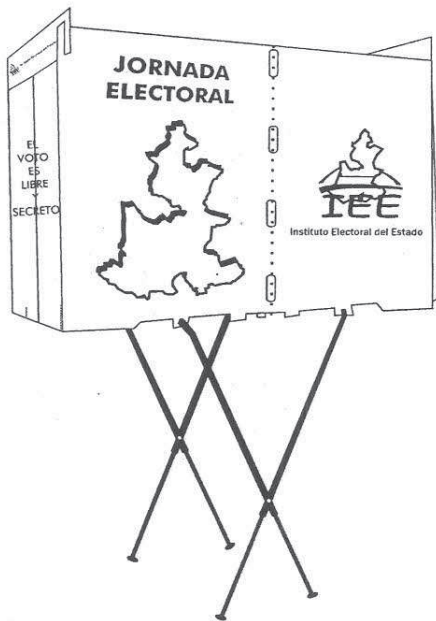 JORNADA
ELECTORAL
EL
VOTO
ES
LIBRE
Y
SECRETO
IEE
Instituto Electoral del Estado